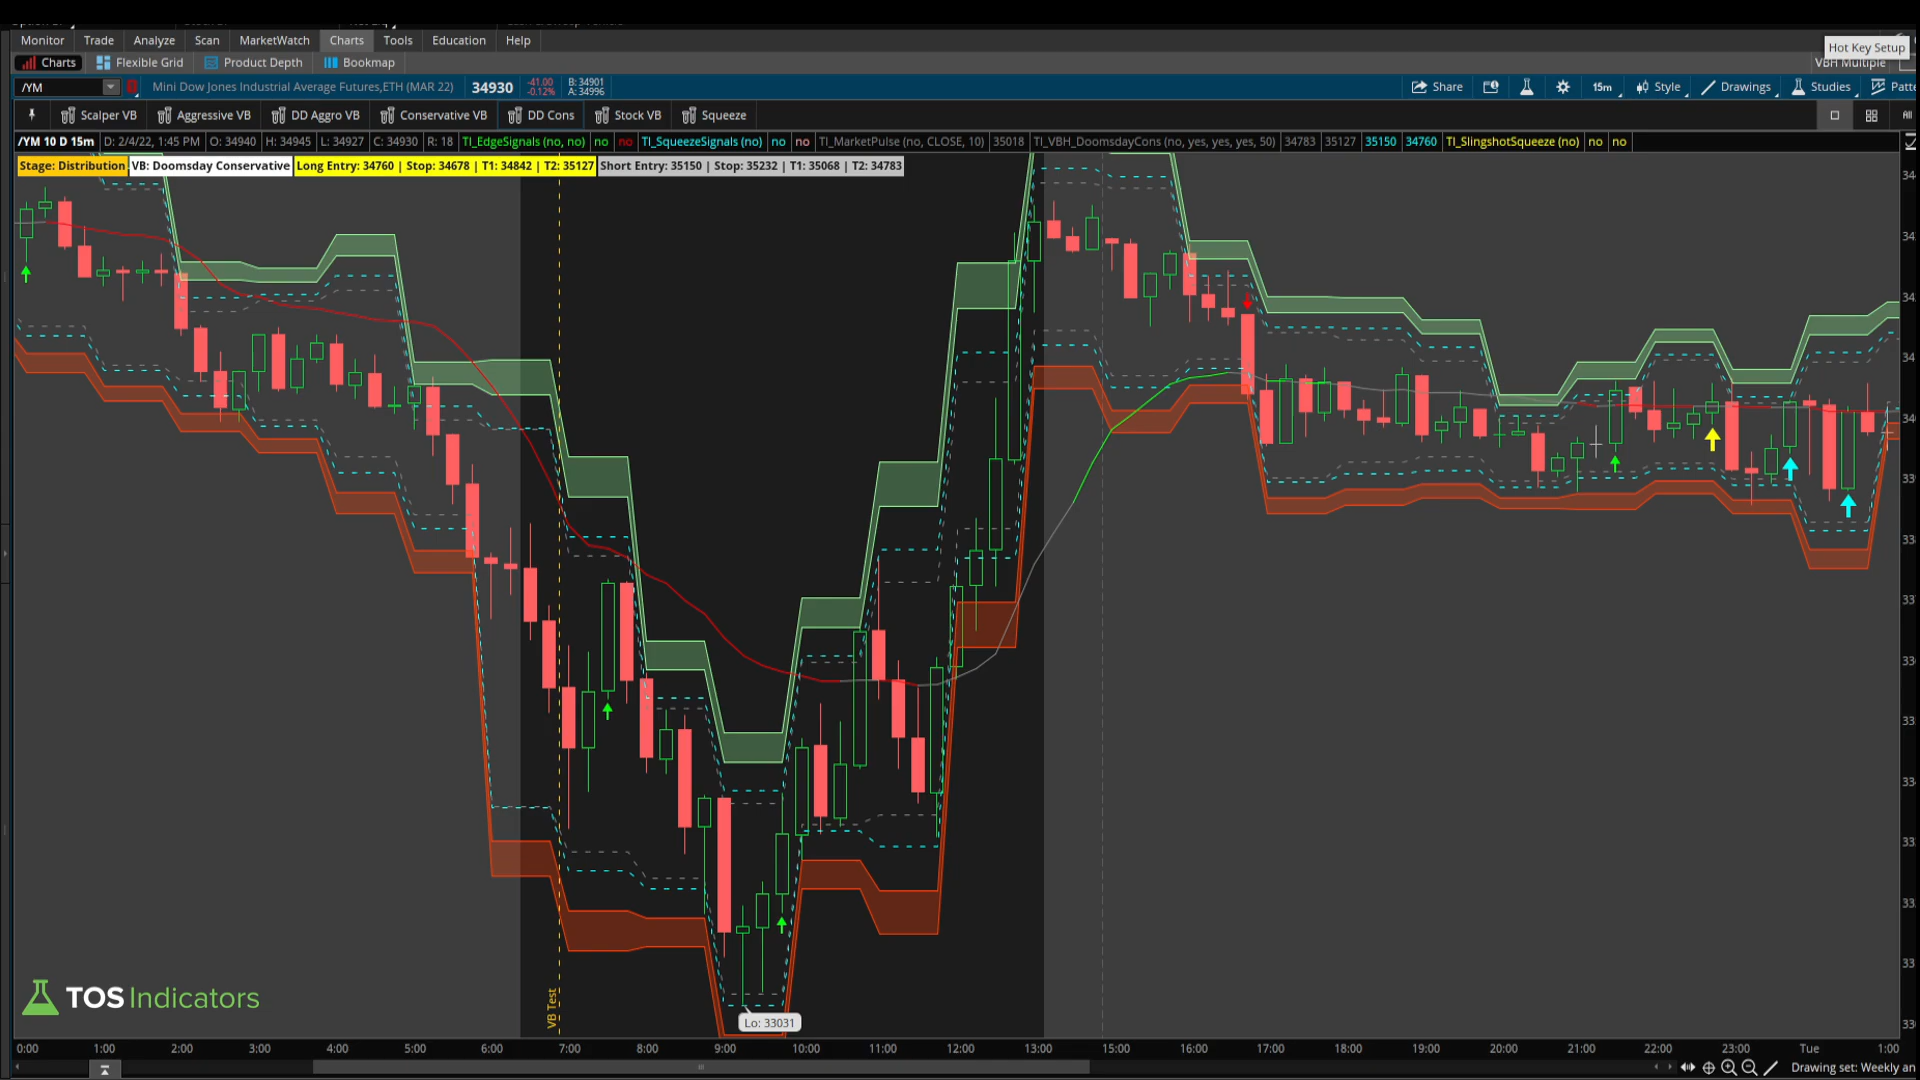 Monitor Trade Analyze Scan MarketWatch Charts Tools Education Help
Hot Key Setup
Charts Flexible Grid Product Depth Bookmap VBH Multiple
/YM Mini Dow Jones Industrial Average Futures,ETH (MAR 22) 34930 -41.00 -0.12% B: 34901 A: 34996 Share 15m Style Drawings Studies Patte
Scalper VB Aggressive VB DD Aggro VB Conservative VB DD Cons Stock VB Squeeze All
/YM 10 D 15m D: 2/4/22, 1:45 PM O: 34940 H: 34945 L: 34927 C: 34930 R: 18 TI_EdgeSignals (no, no) no no TI_SqueezeSignals (no) no no TI_MarketPulse (no, CLOSE, 10) 35018 TI_VBH_DoomsdayCons (no, yes, yes, yes, 50) 34783 35127 35150 34760 TI_SlingshotSqueeze (no) no no
Stage: Distribution VB: Doomsday Conservative Long Entry: 34760 | Stop: 34678 | T1: 34842 | T2: 35127 Short Entry: 35150 | Stop: 35232 | T1: 35068 | T2: 34783
VB Test
TOS Indicators
Lo: 33031
0:00 1:00 2:00 3:00 4:00 5:00 6:00 7:00 8:00 9:00 10:00 11:00 12:00 13:00 15:00 16:00 17:00 18:00 19:00 20:00 21:00 22:00 23:00 Tue 1:00
Drawing set: Weekly an